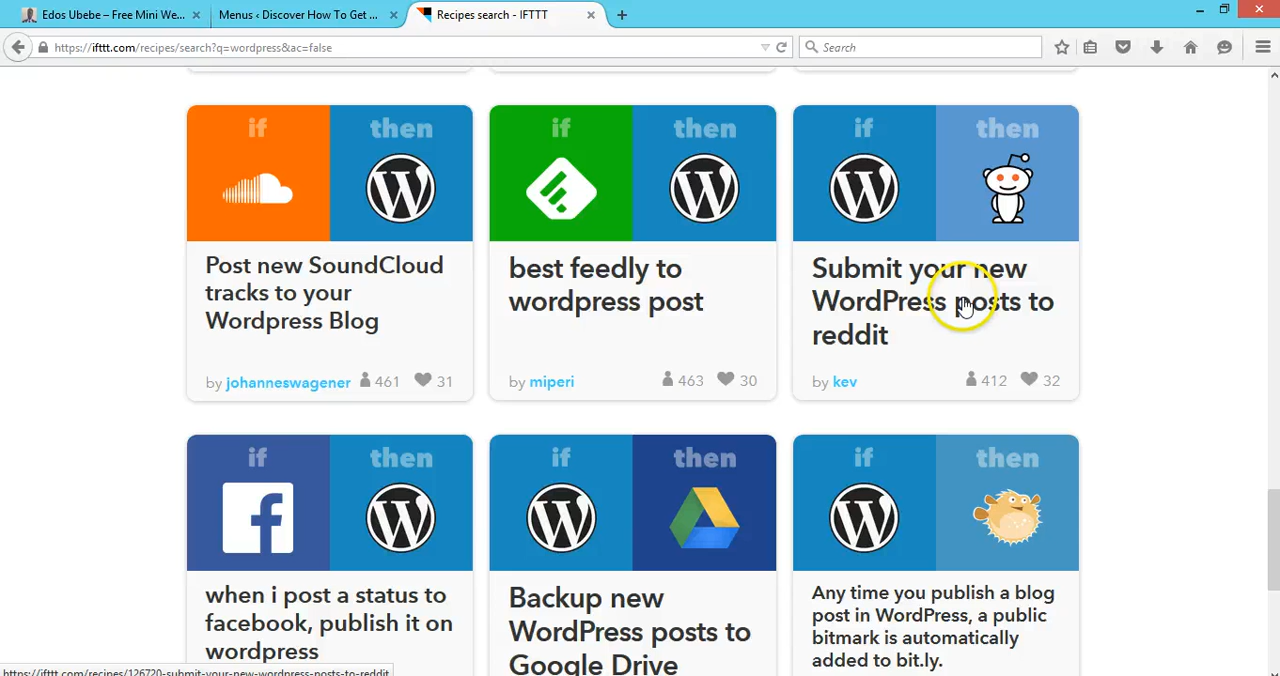 Edos Ubebe – Free Mini We...
Menus ‹ Discover How To Get ...
Recipes search - IFTTT
https://ifttt.com/recipes/search?q=wordpress&ac=false
Search
if
then
if
then
if
then
Post new SoundCloud
tracks to your
Wordpress Blog
by johanneswagener 461 31
best feedly to
wordpress post
by miperi 463 30
Submit your new
WordPress posts to
reddit
by kev 412 32
if
then
if
then
if
then
when i post a status to
facebook, publish it on
wordpress
Backup new
WordPress posts to
Google Drive
Any time you publish a blog
post in WordPress, a public
bitmark is automatically
added to bit.ly.
https://ifttt.com/recipes/126720-submit-your-new-wordpress-posts-to-reddit